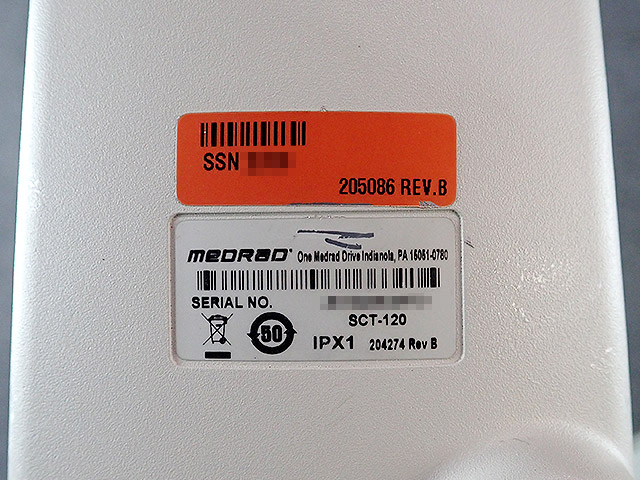 SSN
205086 REV.B
MEDRAD® One Medrad Drive Indianola, PA 15051-0780
SERIAL NO.
SCT-120
50
IPX1 204274 Rev B